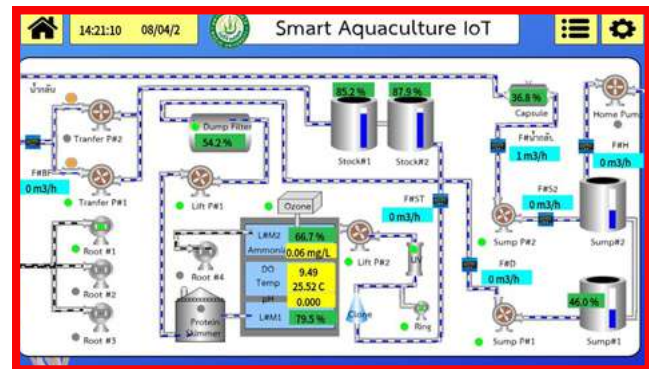 14:21:10 08/04/2 Smart Aquaculture IoT
น้ำกลับ
85.2 %
87.9 %
36.8 %
Capsule
Home Pum
Tranfer P#2
Dump Filter
54.2 %
Stock#1
Stock#2
F#น้ำกลับ
1 m3/h
F#H
0 m3/h
F#BF
0 m3/h
Tranfer P#1
Lift P#1
Ozone
F#ST
0 m3/h
F#S2
0 m3/h
Root #1
L#M2 66.7 %
Ammonia 0.06 mg/L
Lift P#2
UV
Sump P#2
Sump#2
Root #2
Root #4
DO 9.49
Temp 25.52 C
pH 0.000
F#D
0 m3/h
46.0 %
Root #3
Protein
Skimmer
L#M1 79.5 %
Clone
Ring
Sump P#1
Sump#1